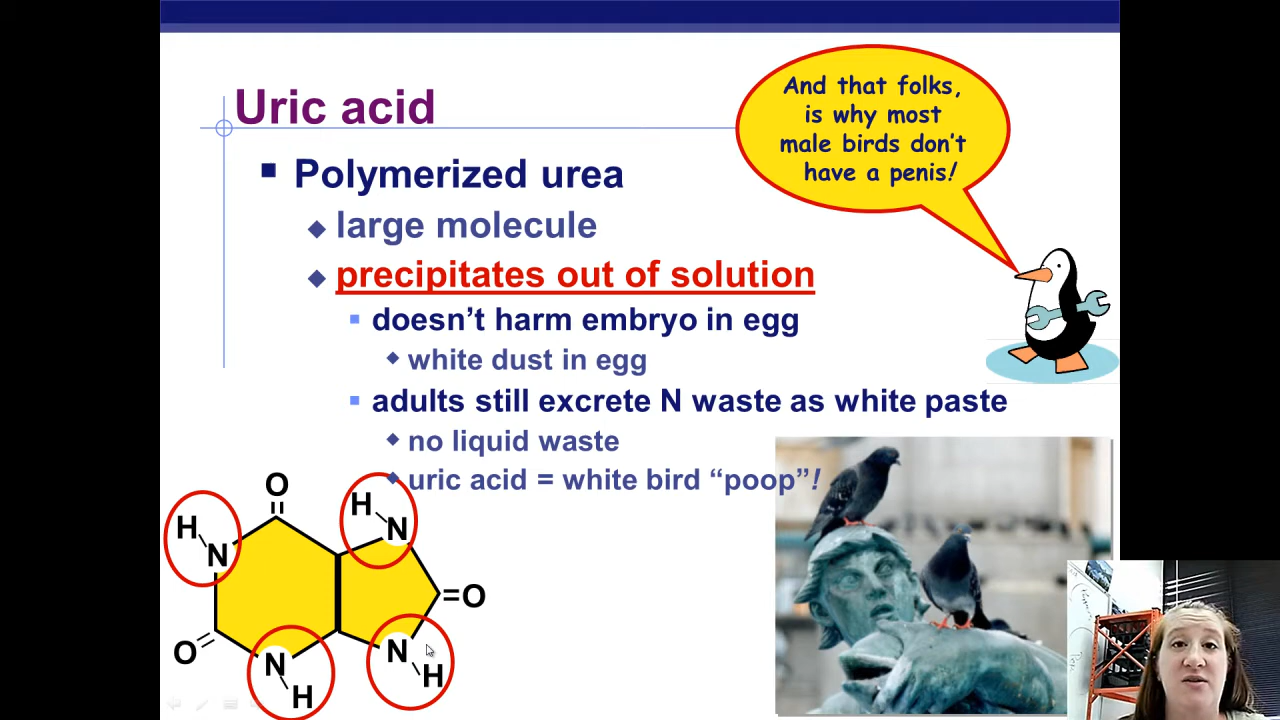 Uric acid
And that folks,
is why most
male birds don't
have a penis!
Polymerized urea
large molecule
precipitates out of solution
doesn't harm embryo in egg
white dust in egg
adults still excrete N waste as white paste
no liquid waste
uric acid = white bird “poop”!
O
H
H
N
N
=O
O
N
N
H
H